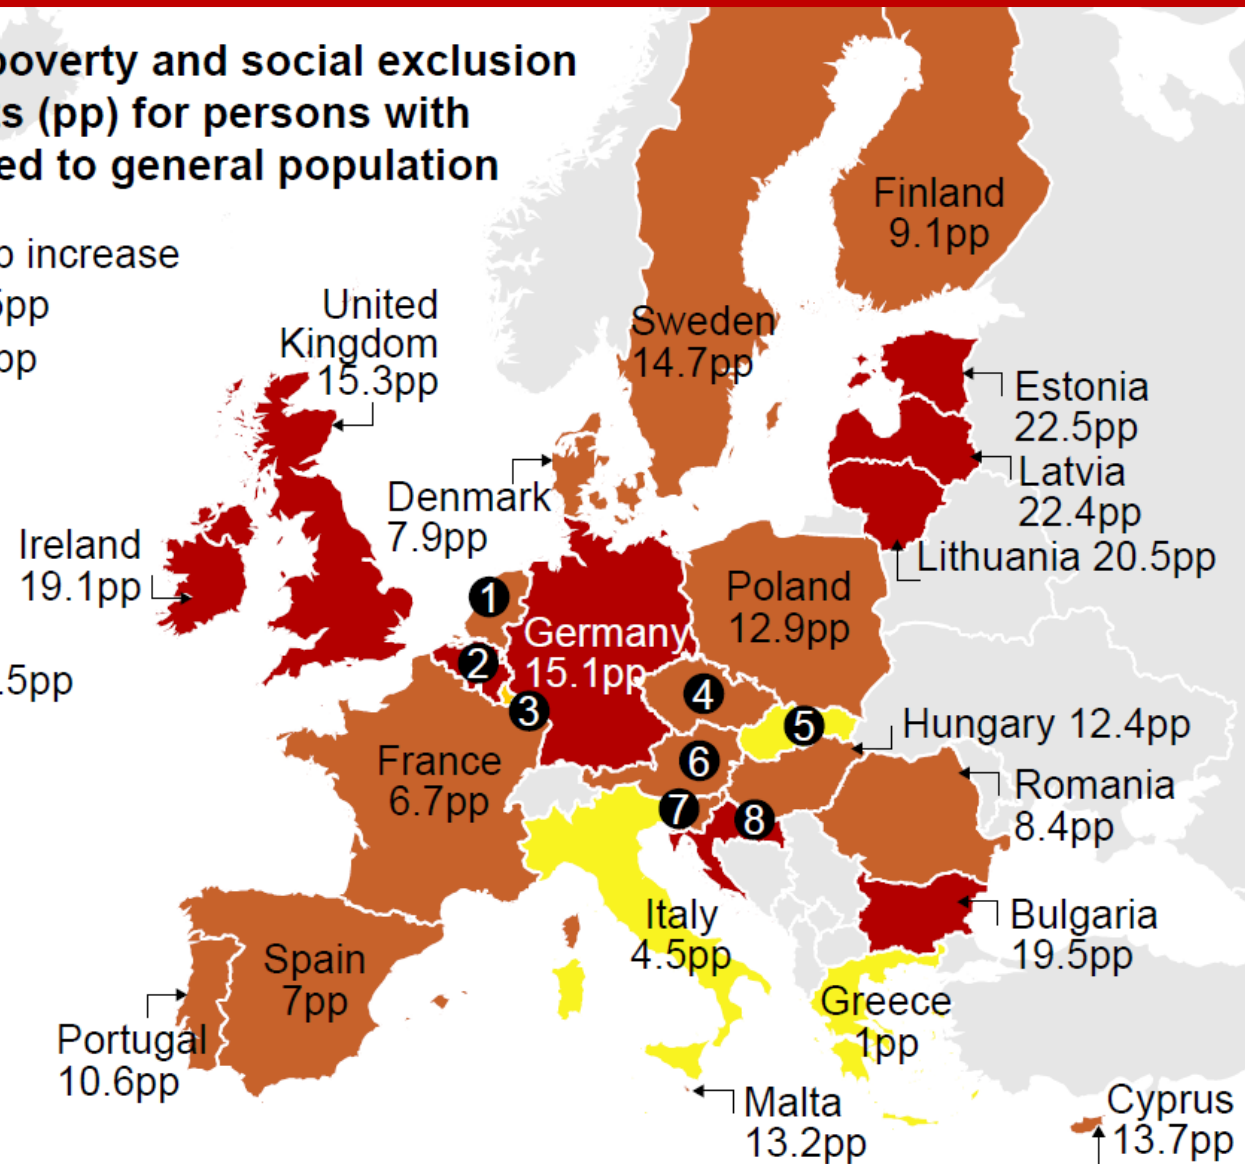 poverty and social exclusion
s (pp) for persons with
ed to general population
p increase
5pp
pp
United
Kingdom
15.3pp
Finland
9.1pp
Sweden
14.7pp
Estonia
22.5pp
Latvia
22.4pp
Lithuania 20.5pp
Denmark
7.9pp
Ireland
19.1pp
1
Germany
15.1pp
Poland
12.9pp
2
3
4
5
.5pp
Hungary 12.4pp
6
France
6.7pp
Romania
8.4pp
7
8
Italy
4.5pp
Bulgaria
19.5pp
Spain
7pp
Greece
1pp
Portugal
10.6pp
Malta
13.2pp
Cyprus
13.7pp